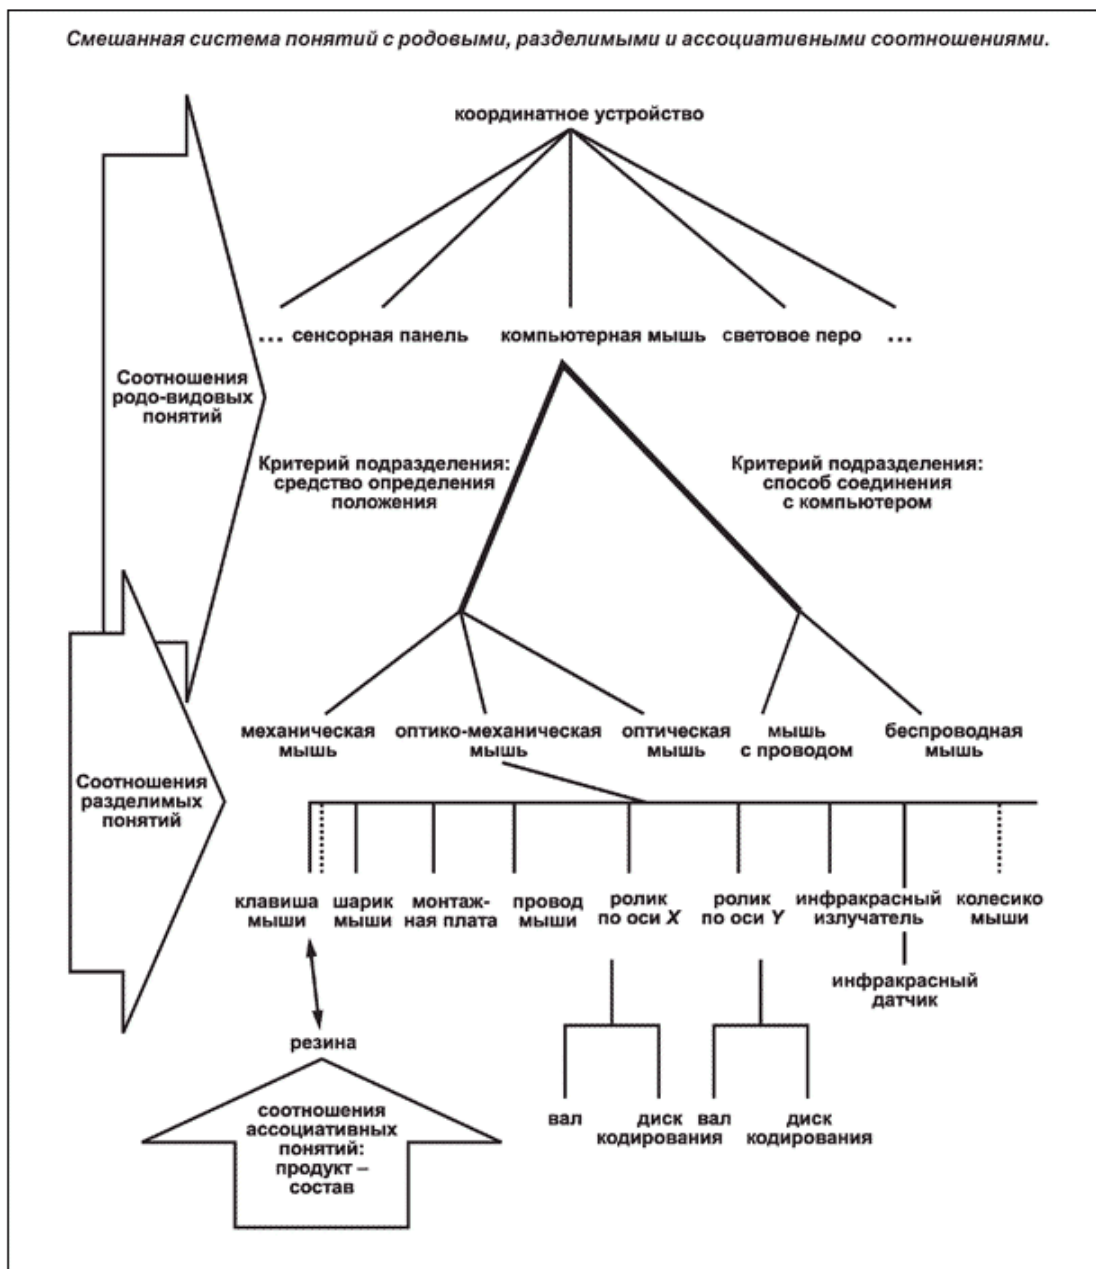 Смешанная система понятий с родовыми, разделимыми и ассоциативными соотношениями.
координатное устройство
... сенсорная панель компьютерная мышь световое перо ...
Соотношения
родо-видовых
понятий
Критерий подразделения:
средство определения
положения
Критерий подразделения:
способ соединения
с компьютером
механическая
мышь
оптико-механическая
мышь
оптическая
мышь
мышь
с проводом
беспроводная
мышь
Соотношения
разделимых
понятий
клавиша
мыши
шарик
мыши
монтаж-
ная плата
провод
мыши
ролик
по оси X
ролик
по оси Y
инфракрасный
излучатель
колесико
мыши
инфракрасный
датчик
резина
вал
диск
кодирования
вал
диск
кодирования
соотношения
ассоциативных
понятий:
продукт –
состав